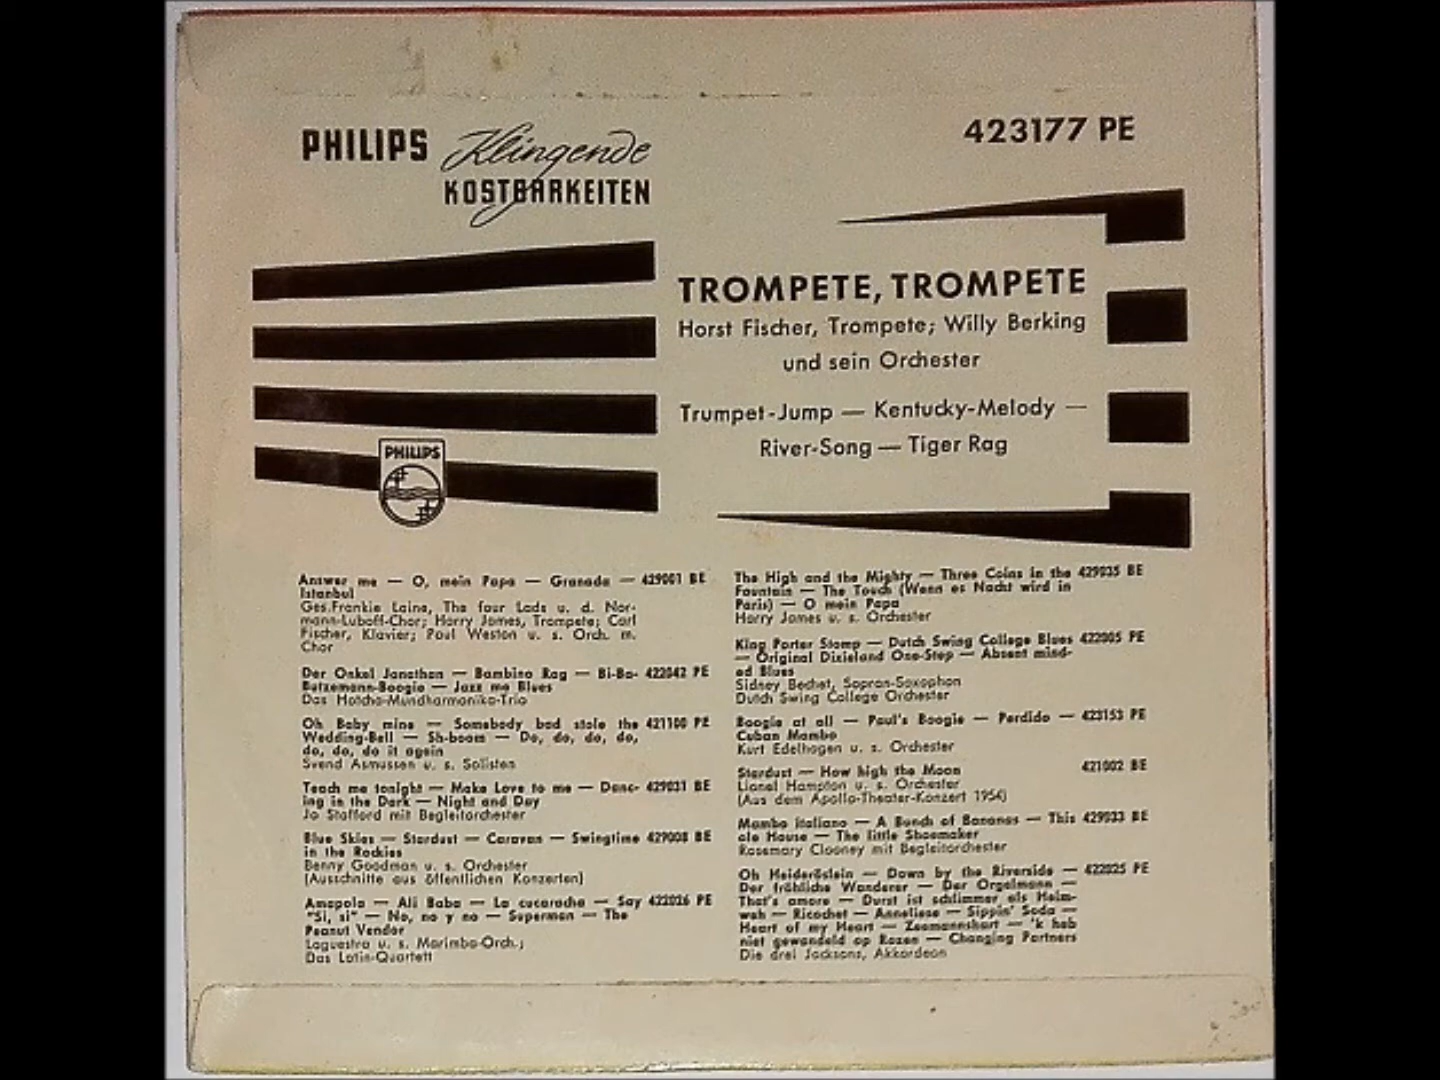 PHILIPS Klingende
KOSTBARKEITEN
423177 PE
TROMPETE, TROMPETE
Horst Fischer, Trompete; Willy Berking
und sein Orchester
Trumpet-Jump — Kentucky-Melody —
River-Song — Tiger Rag
PHILIPS
Answer me — O, mein Papa — Granada — 429001 BE
Istanbul
Ges. Frankie Laine, The four Lads u. d. Nor-
mann-Luboff-Chor; Harry James, Trompete; Carl
Fischer, Klavier; Paul Weston u. s. Orch. m.
Chor
Der Onkel Jonathan — Bambino Rag — Bi-Ba- 422042 PE
Butzemann-Boogie — Jazz me Blues
Das Hotcha-Mundharmonika-Trio
Oh Baby mine — Somebody bad stole the 421100 PE
Wedding-Bell — Sh-boom — Do, do, do, do,
do, do, do it again
Svend Asmussen u. s. Solisten
Teach me tonight — Make Love to me — Danc- 429031 BE
ing in the Dark — Night and Day
Jo Stafford mit Begleitorchester
Blue Skies — Stardust — Caravan — Swingtime 429008 BE
in the Rockies
Benny Goodman u. s. Orchester
(Ausschnitte aus öffentlichen Konzerten)
Amapola — Ali Baba — La cucaracha — Say 422026 PE
"Si, si" — No, no y no — Superman — The
Peanut Vendor
Laguestra u. s. Marimba-Orch.;
Das Latin-Quartett
The High and the Mighty — Three Coins in the 429035 BE
Fountain — The Touch (Wenn es Nacht wird in
Paris) — O mein Papa
Harry James u. s. Orchester
King Porter Stomp — Dutch Swing College Blues 422005 PE
— Original Dixieland One-Step — Absent mind-
ed Blues
Sidney Bechet, Sopran-Saxophon
Dutch Swing College Orchester
Boogie at all — Paul's Boogie — Perdido — 423153 PE
Cuban Mambo
Kurt Edelhagen u. s. Orchester
Stardust — How high the Moon 421002 BE
Lionel Hampton u. s. Orchester
(Aus dem Apollo-Theater-Konzert 1954)
Mambo Italiano — A Bunch of Bananas — This 429033 BE
ole House — The little Shoemaker
Rosemary Clooney mit Begleitorchester
Oh Heideröslein — Down by the Riverside — 422025 PE
Der fröhliche Wanderer — Der Orgelmann —
That's amore — Durst ist schlimmer als Heim-
weh — Ricochet — Anneliese — Sippin' Soda —
Heart of my Heart — Zeemanshart — 'k heb
niet gewandeld op Rozen — Changing Partners
Die drei Jacksons, Akkordeon